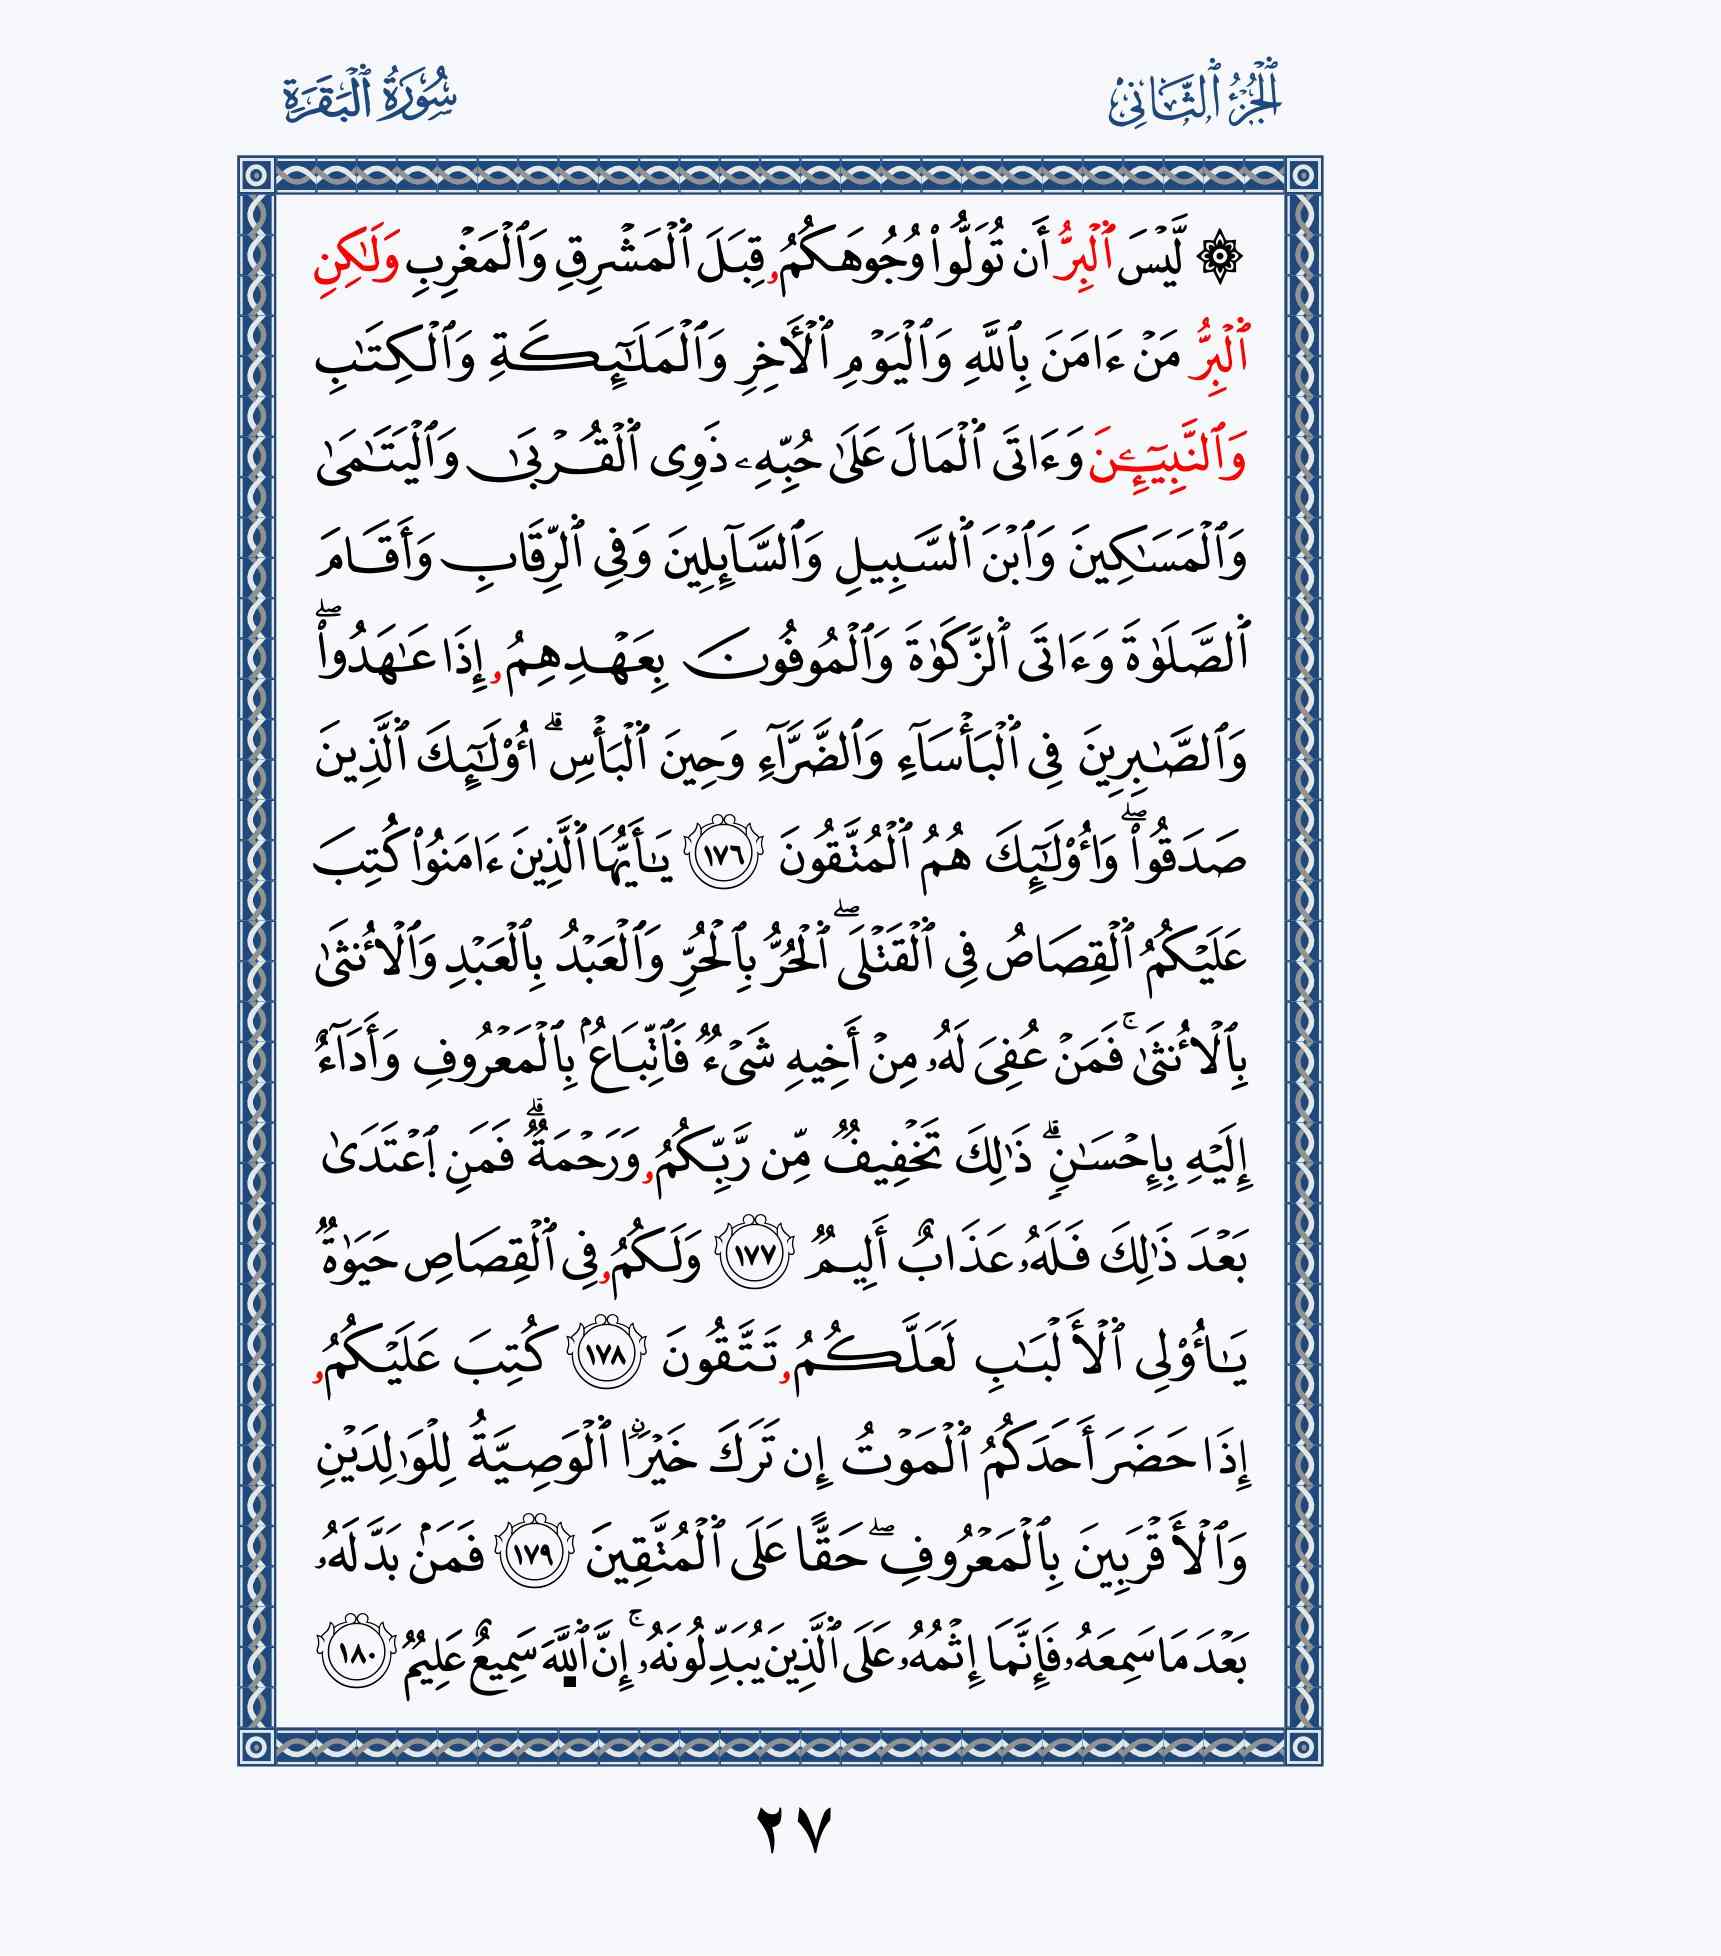 ٱلْجُزْءُ ٱلثَّانِى
سُورَةُ ٱلْبَقَرَةِ
۞ لَّيْسَ ٱلْبِرُّ أَن تُوَلُّواْ وُجُوهَكُمُۥ قِبَلَ ٱلْمَشْرِقِ وَٱلْمَغْرِبِ وَلَٰكِنِ
ٱلْبِرُّ مَنْ ءَامَنَ بِٱللَّهِ وَٱلْيَوْمِ ٱلْأَخِرِ وَٱلْمَلَٰٓئِكَةِ وَٱلْكِتَٰبِ
وَٱلنَّبِيٓـِٔينَ وَءَاتَى ٱلْمَالَ عَلَىٰ حُبِّهِۦ ذَوِى ٱلْقُرْبَىٰ وَٱلْيَتَٰمَىٰ
وَٱلْمَسَٰكِينَ وَٱبْنَ ٱلسَّبِيلِ وَٱلسَّآئِلِينَ وَفِى ٱلرِّقَابِ وَأَقَامَ
ٱلصَّلَوٰةَ وَءَاتَى ٱلزَّكَوٰةَ وَٱلْمُوفُونَ بِعَهْدِهِمُۥ إِذَا عَٰهَدُواْۖ
وَٱلصَّٰبِرِينَ فِى ٱلْبَأْسَآءِ وَٱلضَّرَّآءِ وَحِينَ ٱلْبَأْسِۗ أُوْلَٰٓئِكَ ٱلَّذِينَ
صَدَقُواْۖ وَأُوْلَٰٓئِكَ هُمُ ٱلْمُتَّقُونَ ١٧٦ يَٰأَيُّهَا ٱلَّذِينَ ءَامَنُواْ كُتِبَ
عَلَيْكُمُ ٱلْقِصَاصُ فِى ٱلْقَتْلَىۖ ٱلْحُرُّ بِٱلْحُرِّ وَٱلْعَبْدُ بِٱلْعَبْدِ وَٱلْأُنثَىٰ
بِٱلْأُنثَىٰۚ فَمَنْ عُفِىَ لَهُۥ مِنْ أَخِيهِ شَىْءٌ فَٱتِّبَاعُۢ بِٱلْمَعْرُوفِ وَأَدَآءٌ
إِلَيْهِ بِإِحْسَٰنٍۗ ذَٰلِكَ تَخْفِيفٌ مِّن رَّبِّكُمُۥ وَرَحْمَةٌۗ فَمَنِ ٱعْتَدَىٰ
بَعْدَ ذَٰلِكَ فَلَهُۥ عَذَابٌ أَلِيمٌ ١٧٧ وَلَكُمُۥ فِى ٱلْقِصَاصِ حَيَوٰةٌ
يَٰأُوْلِى ٱلْأَلْبَٰبِ لَعَلَّكُمُۥ تَتَّقُونَ ١٧٨ كُتِبَ عَلَيْكُمُۥ
إِذَا حَضَرَ أَحَدَكُمُ ٱلْمَوْتُ إِن تَرَكَ خَيْرًا ٱلْوَصِيَّةُ لِلْوَٰلِدَيْنِ
وَٱلْأَقْرَبِينَ بِٱلْمَعْرُوفِۖ حَقًّا عَلَى ٱلْمُتَّقِينَ ١٧٩ فَمَنۢ بَدَّلَهُۥ
بَعْدَ مَا سَمِعَهُۥ فَإِنَّمَا إِثْمُهُۥ عَلَى ٱلَّذِينَ يُبَدِّلُونَهُۥۚ إِنَّ ٱللَّهَ سَمِيعٌ عَلِيمٌ ١٨٠
٢٧